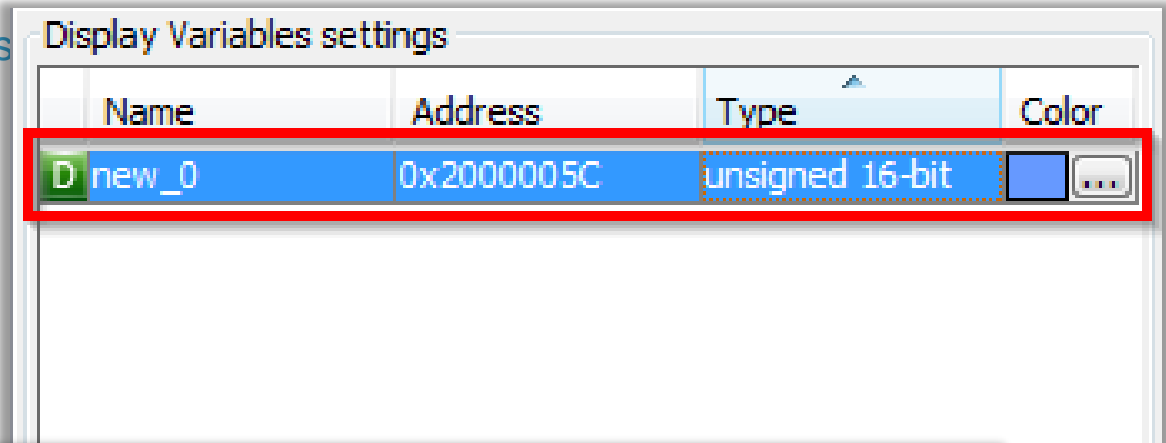 s
Display Variables settings
Name Address Type Color
D new_0 0x2000005C unsigned 16-bit ...